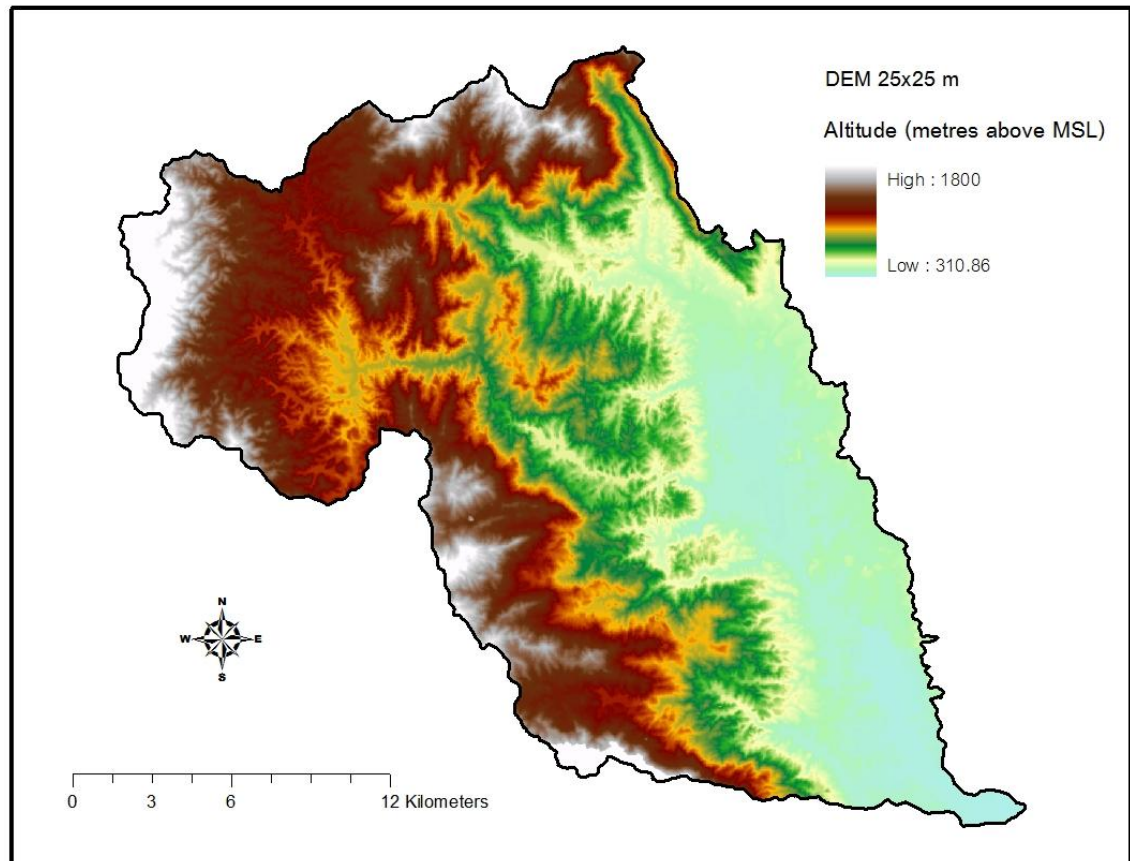 DEM 25x25 m
Altitude (metres above MSL)
High : 1800
Low : 310.86
N
W E
S
0 3 6 12 Kilometers